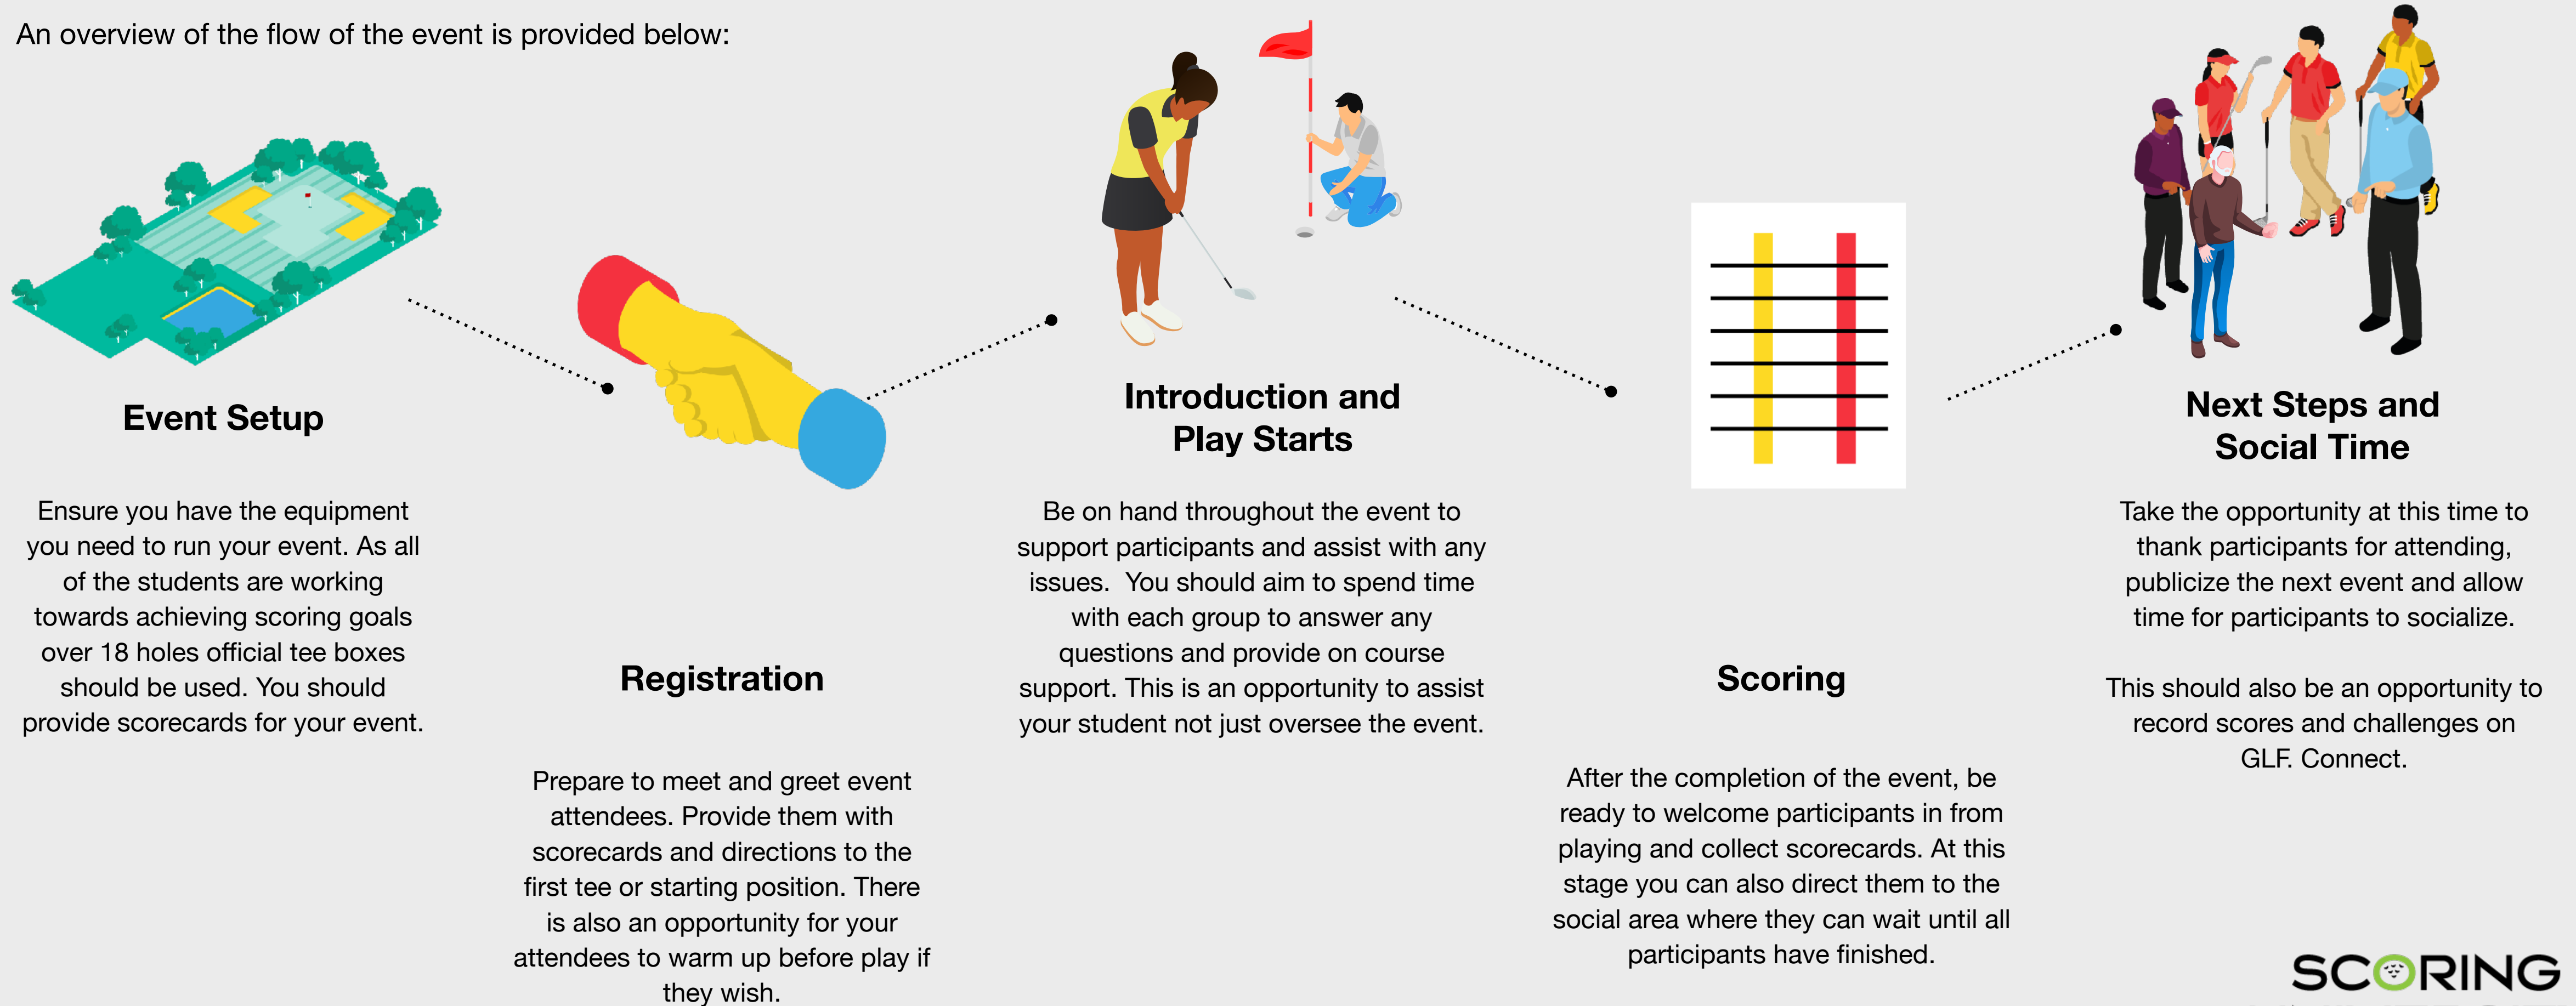 An overview of the flow of the event is provided below:
Event Setup
Ensure you have the equipment
you need to run your event. As all
of the students are working
towards achieving scoring goals
over 18 holes official tee boxes
should be used. You should
provide scorecards for your event.
Registration
Prepare to meet and greet event
attendees. Provide them with
scorecards and directions to the
first tee or starting position. There
is also an opportunity for your
attendees to warm up before play if
they wish.
Introduction and
Play Starts
Be on hand throughout the event to
support participants and assist with any
issues.  You should aim to spend time
with each group to answer any
questions and provide on course
support. This is an opportunity to assist
your student not just oversee the event.
Scoring
After the completion of the event, be
ready to welcome participants in from
playing and collect scorecards. At this
stage you can also direct them to the
social area where they can wait until all
participants have finished.
Next Steps and
Social Time
Take the opportunity at this time to
thank participants for attending,
publicize the next event and allow
time for participants to socialize.
This should also be an opportunity to
record scores and challenges on
GLF. Connect.
SCORING